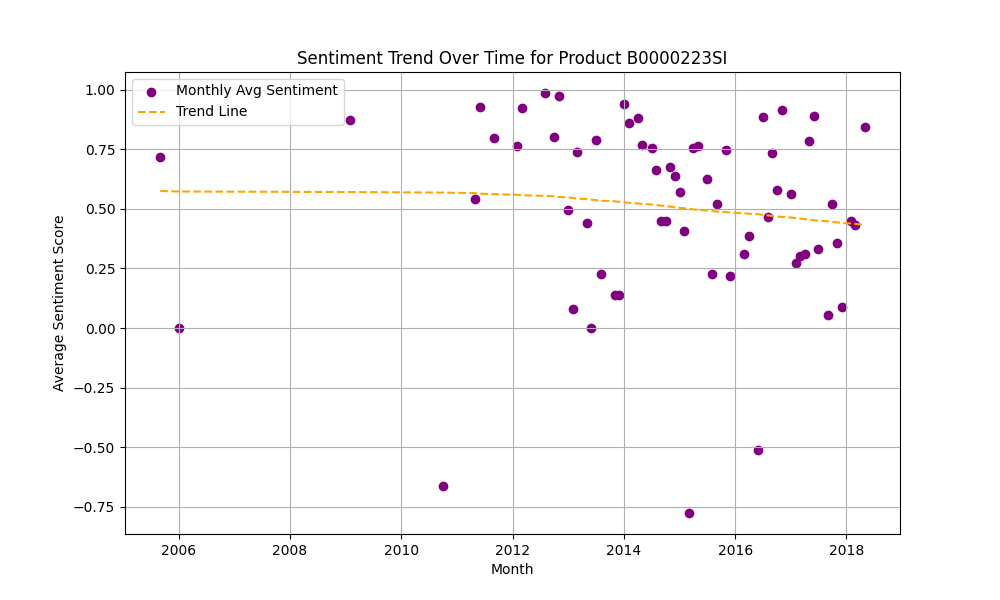 Sentiment Trend Over Time for Product B0000223SI
Monthly Avg Sentiment
Trend Line
Average Sentiment Score
1.00
0.75
0.50
0.25
0.00
−0.25
−0.50
−0.75
2006 2008 2010 2012 2014 2016 2018
Month